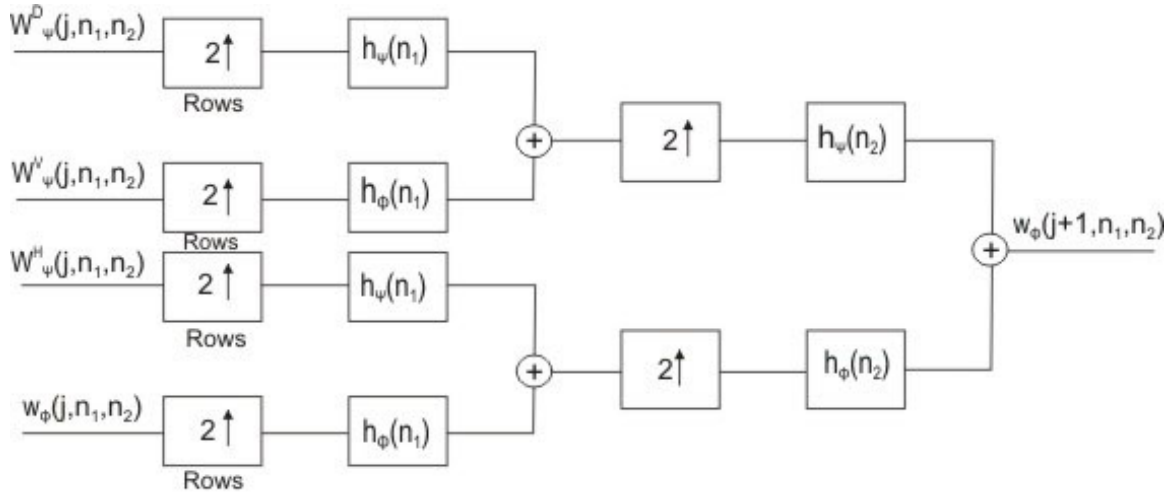 W^D_ψ(j,n₁,n₂)
2↑
Rows
h_ψ(n₁)
+
2↑
h_ψ(n₂)
W^V_ψ(j,n₁,n₂)
2↑
Rows
h_ϕ(n₁)
+
w_ϕ(j+1,n₁,n₂)
W^H_ψ(j,n₁,n₂)
2↑
Rows
h_ψ(n₁)
+
2↑
h_ϕ(n₂)
w_ϕ(j,n₁,n₂)
2↑
Rows
h_ϕ(n₁)